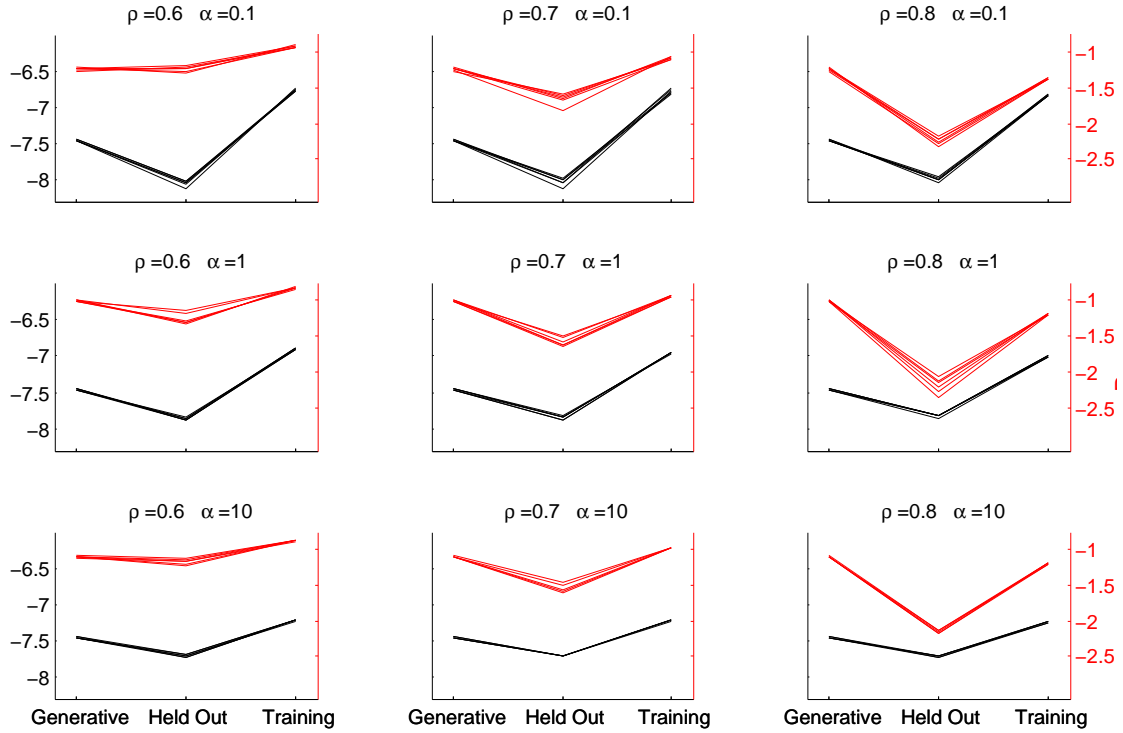 ρ =0.6 α =0.1
ρ =0.7 α =0.1
ρ =0.8 α =0.1
−6.5
−7
−7.5
−8
−1
−1.5
−2
−2.5
ρ =0.6 α =1
ρ =0.7 α =1
ρ =0.8 α =1
−6.5
−7
−7.5
−8
−1
−1.5
−2
−2.5
ρ =0.6 α =10
ρ =0.7 α =10
ρ =0.8 α =10
−6.5
−7
−7.5
−8
−1
−1.5
−2
−2.5
Generative Held Out Training
Generative Held Out Training
Generative Held Out Training